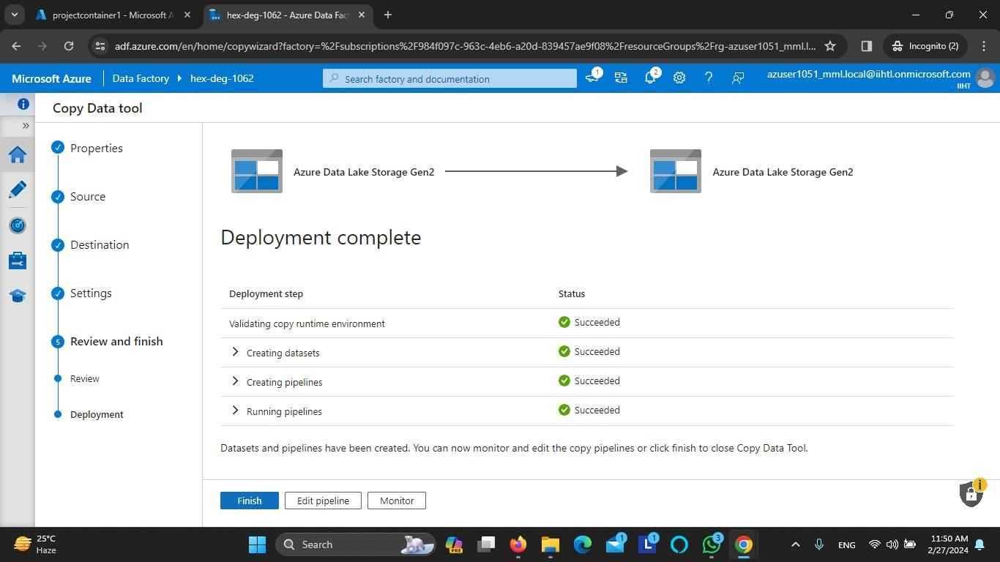 projectcontainer1 - Microsoft A
hex-deg-1062 - Azure Data Fac
adf.azure.com/en/home/copywizard?factory=%2Fsubscriptions%2F984f097c-963c-4eb6-a20d-839457ae9f08%2FresourceGroups%2Frg-azuser1051_mml.l...
Incognito (2)
Microsoft Azure
Data Factory
hex-deg-1062
Search factory and documentation
1
2
azuser1051_mml.local@iihtl.onmicrosoft.com
IIHT
Copy Data tool
Properties
Source
Destination
Settings
5
Review and finish
Review
Deployment
Azure Data Lake Storage Gen2
Azure Data Lake Storage Gen2
Deployment complete
Deployment step Status
Validating copy runtime environment Succeeded
Creating datasets Succeeded
Creating pipelines Succeeded
Running pipelines Succeeded
Datasets and pipelines have been created. You can now monitor and edit the copy pipelines or click finish to close Copy Data Tool.
Finish
Edit pipeline
Monitor
25°C
Haze
Search
PRE
1
L
1
3
ENG
11:50 AM
2/27/2024